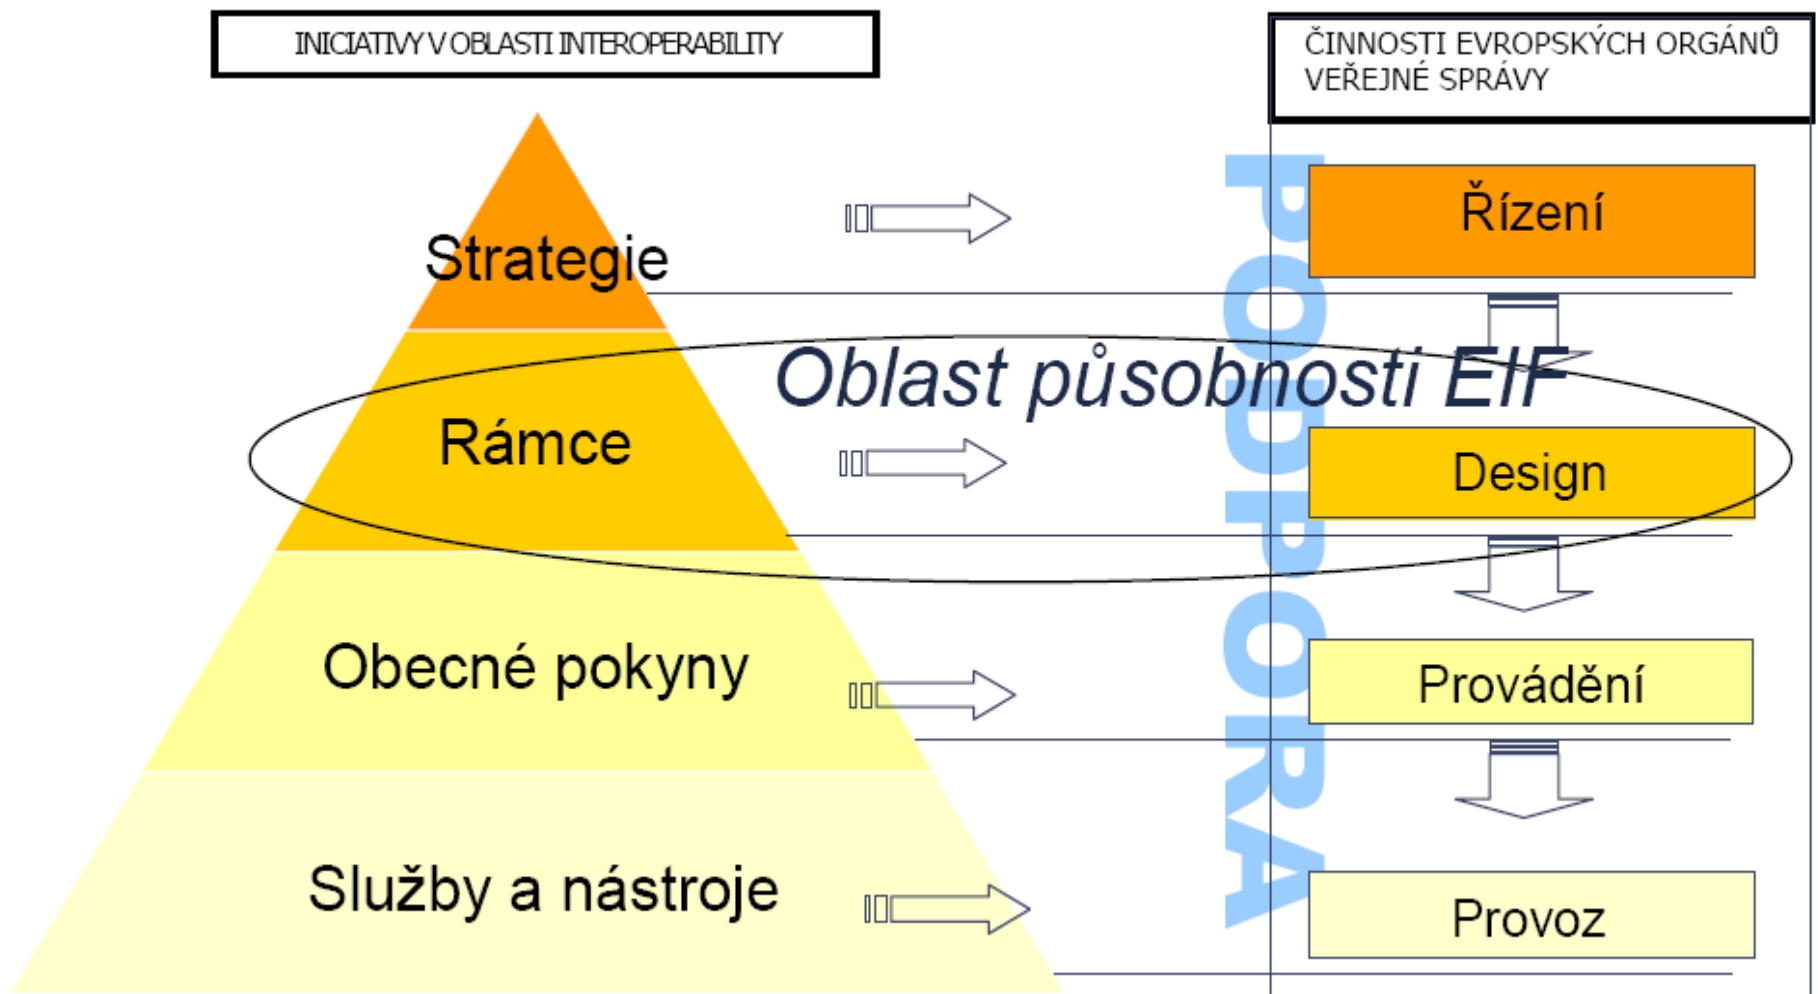 INICIATIVY V OBLASTI INTEROPERABILITY
ČINNOSTI EVROPSKÝCH ORGÁNŮ
VEŘEJNÉ SPRÁVY
Strategie
Řízení
Oblast působnosti EIF
Rámce
Design
Obecné pokyny
Provádění
Služby a nástroje
Provoz
PODPORA